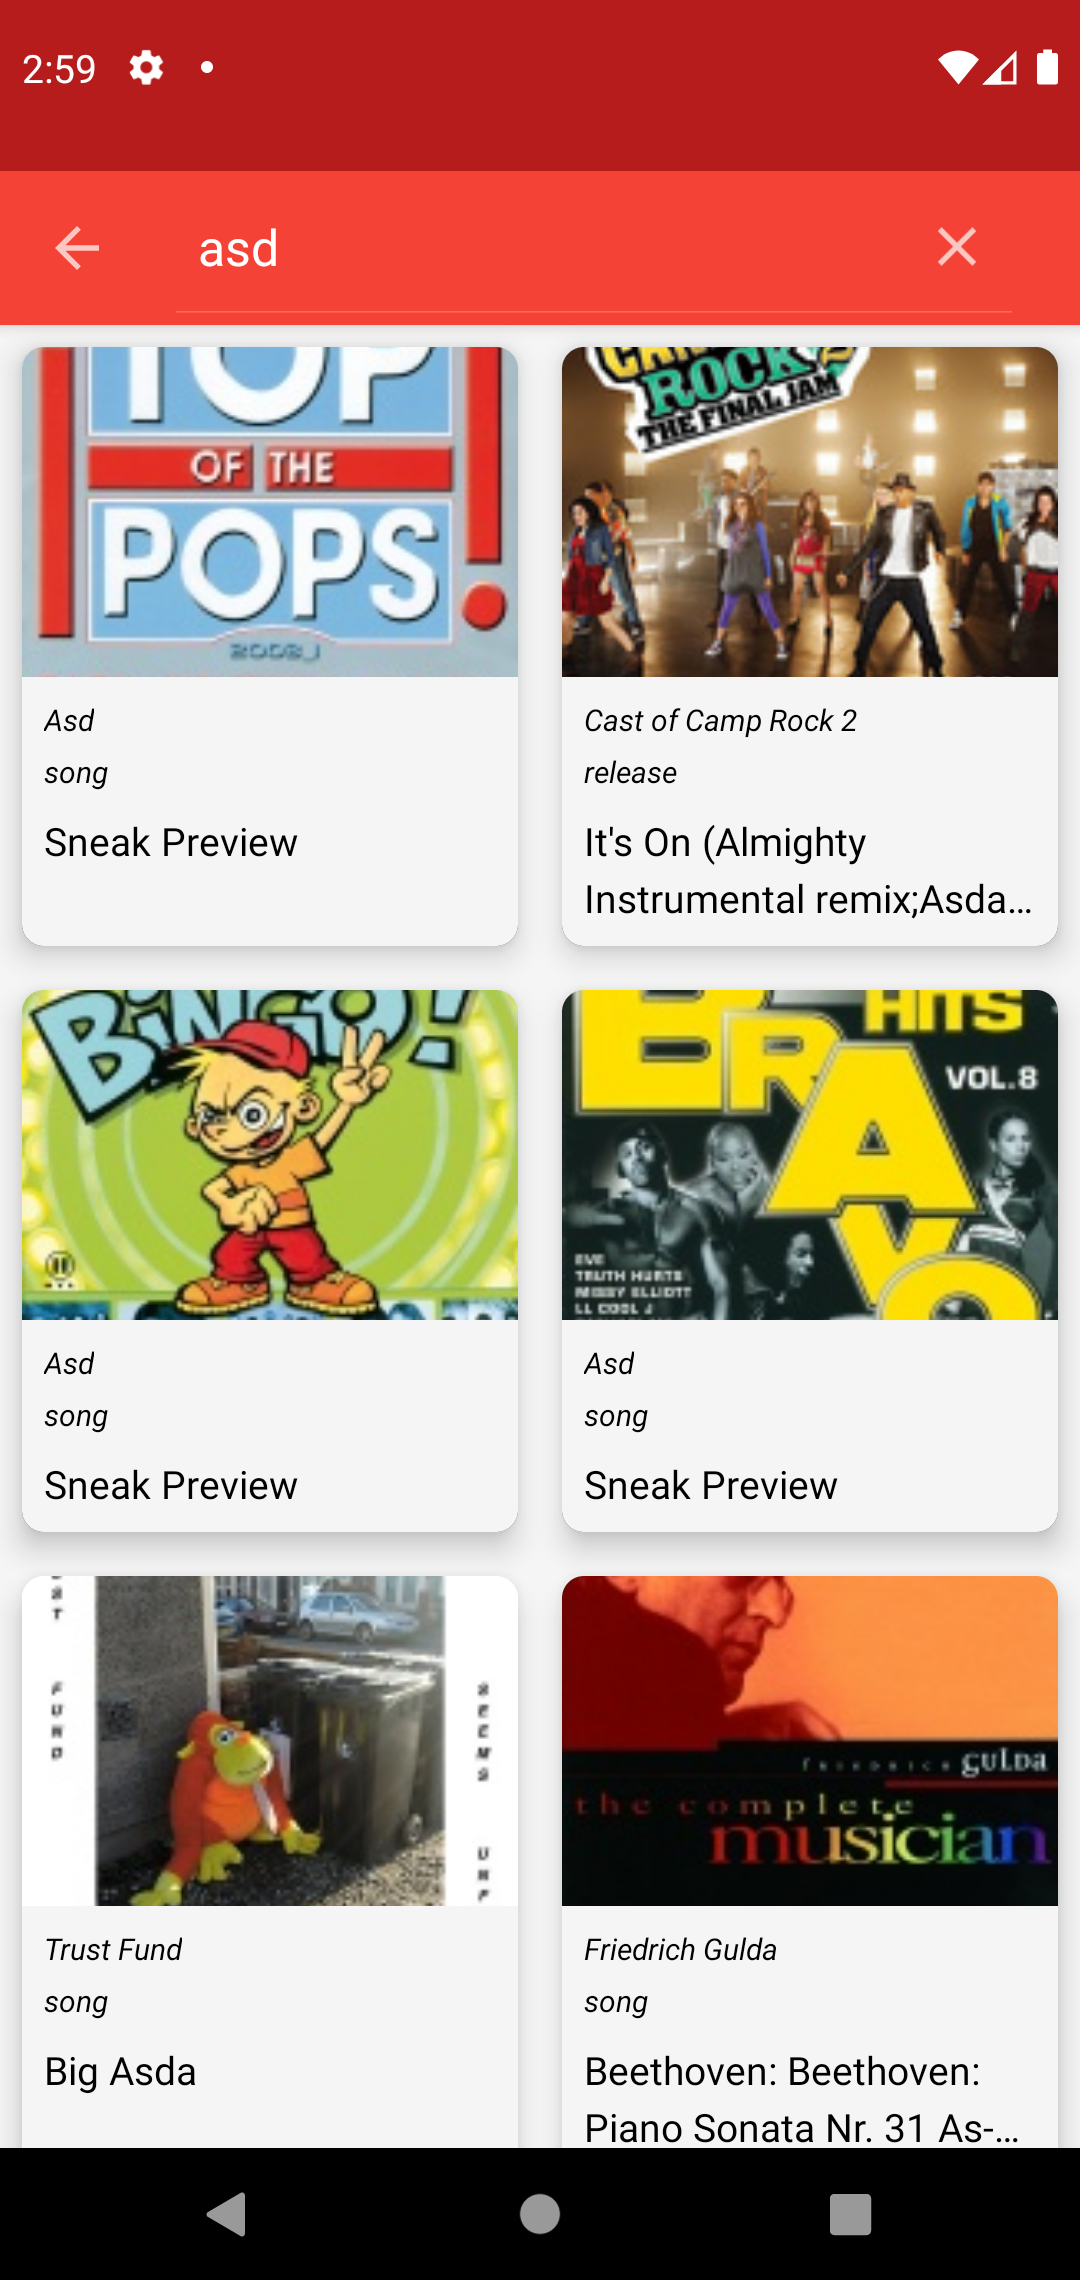 2:59
asd
TOP
OF THE
POPS
!
Asd
song
Sneak Preview
CAMP
ROCK 2
THE FINAL JAM
Cast of Camp Rock 2
release
It's On (Almighty
Instrumental remix;Asda…
BINGO!
Asd
song
Sneak Preview
HITS
BRAVO
VOL.8
EVE
TRUTH HURTS
MISSY ELLIOTT
LL COOL J
Asd
song
Sneak Preview
FUND
SEEMS
UNF
Trust Fund
song
Big Asda
friedrich gulda
the complete
musician
Friedrich Gulda
song
Beethoven: Beethoven:
Piano Sonata Nr. 31 As-…